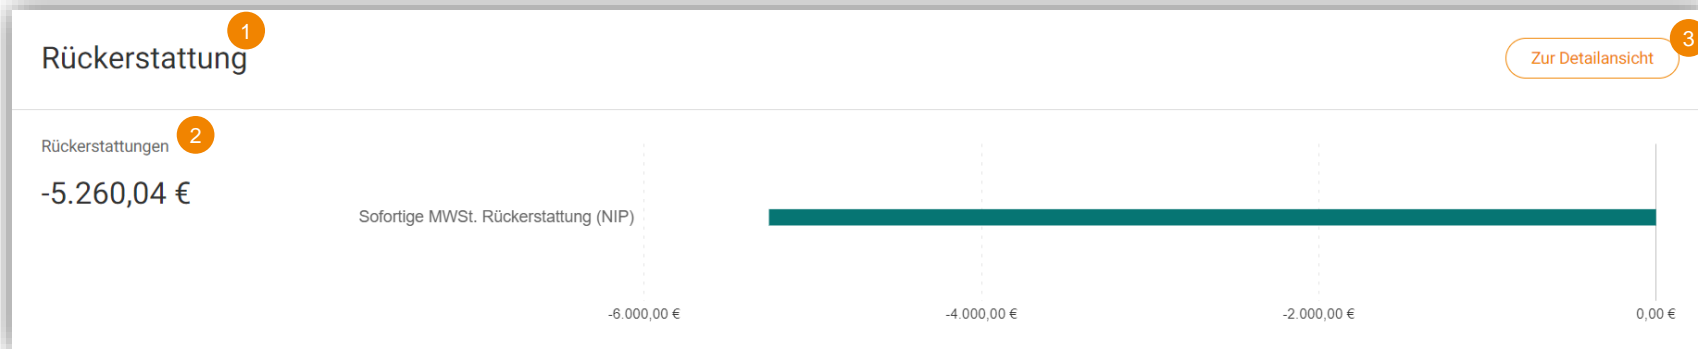 1
Rückerstattung
3
Zur Detailansicht
2
Rückerstattungen
-5.260,04 €
Sofortige MWSt. Rückerstattung (NIP)
-6.000,00 € -4.000,00 € -2.000,00 € 0,00 €